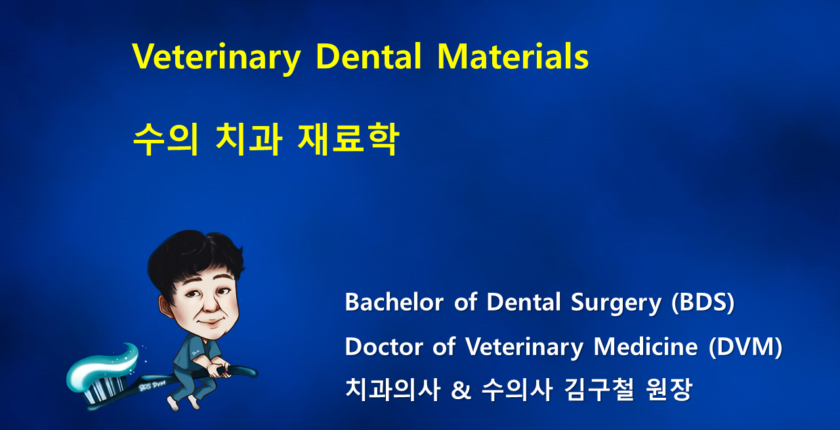 Veterinary Dental Materials
수의 치과 재료학
Bachelor of Dental Surgery (BDS)
Doctor of Veterinary Medicine (DVM)
치과의사 & 수의사 김구철 원장